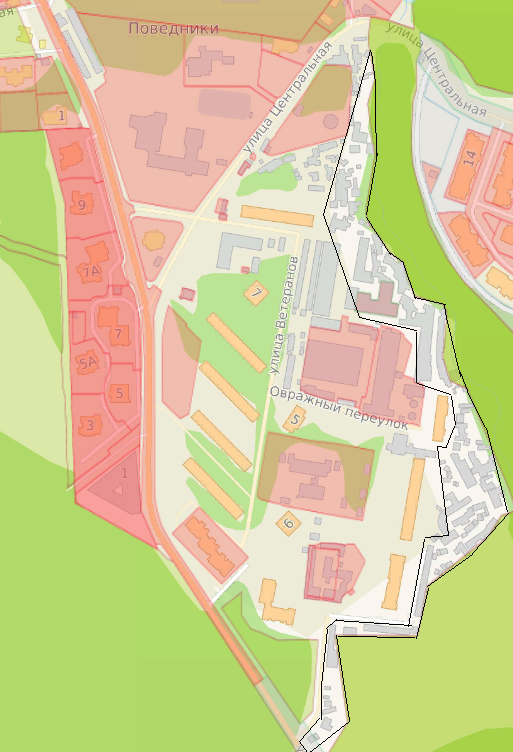 ная
Поведники
улица Центральная
улица Центральная
1
14
9
7А
7
7
улица Ветеранов
5А
5
Овражный переулок
3
5
1
6